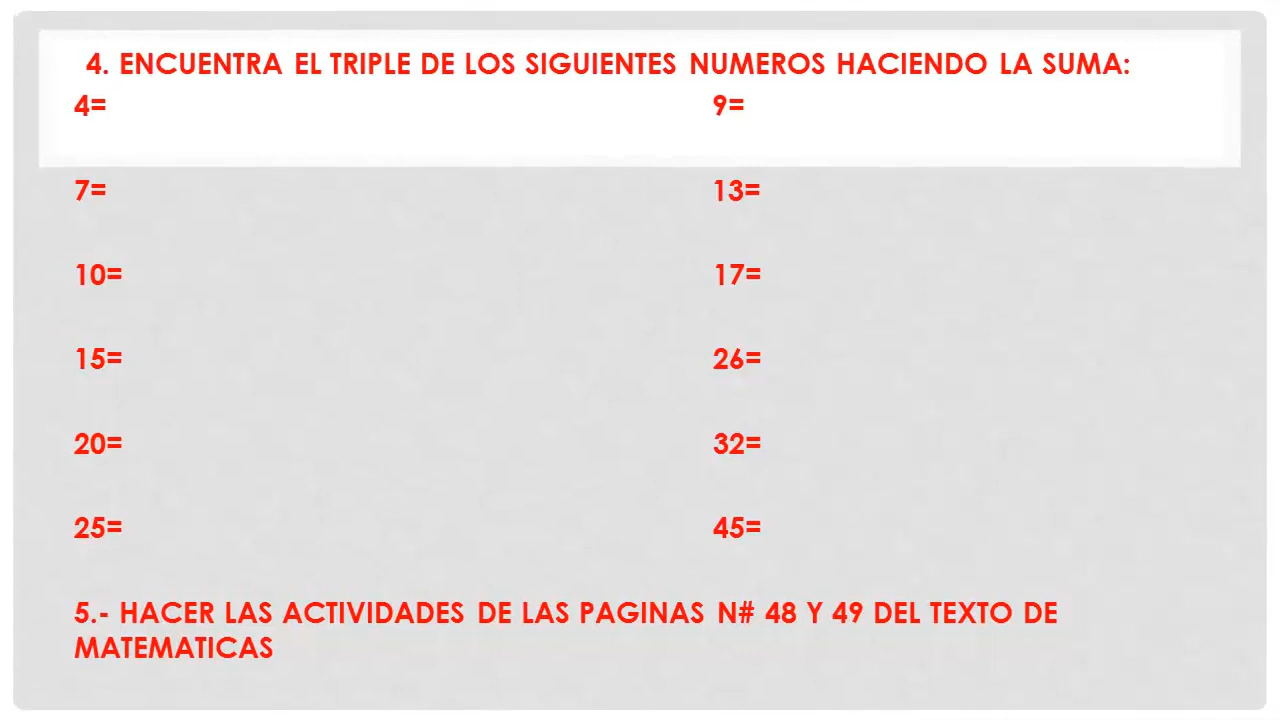 4. ENCUENTRA EL TRIPLE DE LOS SIGUIENTES NUMEROS HACIENDO LA SUMA:
4= 9=
7= 13=
10= 17=
15= 26=
20= 32=
25= 45=
5.- HACER LAS ACTIVIDADES DE LAS PAGINAS N# 48 Y 49 DEL TEXTO DE
MATEMATICAS